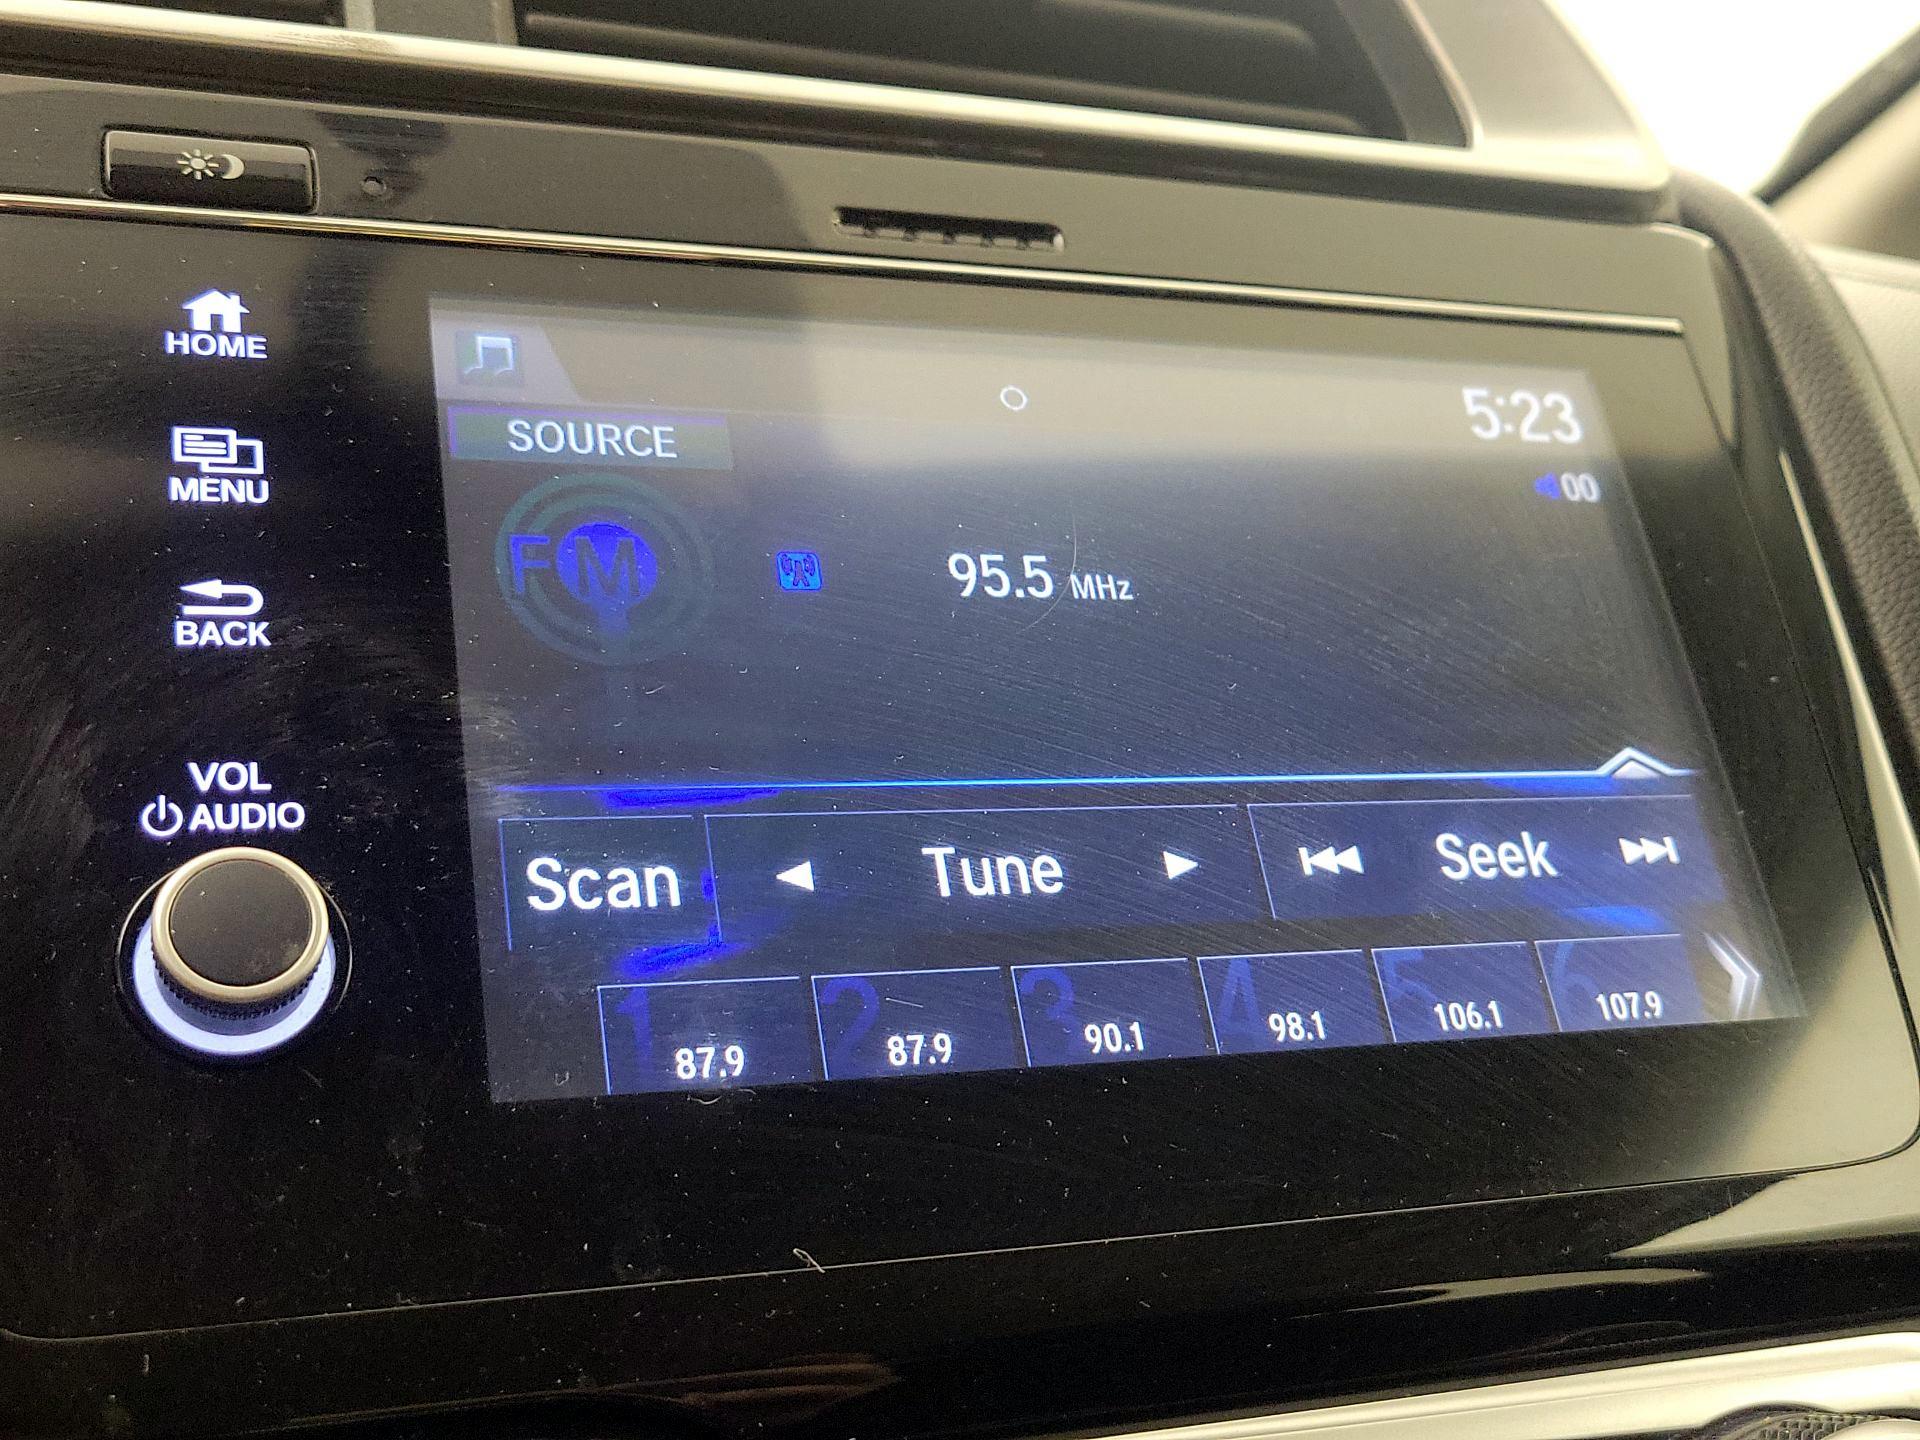 HOME
MENU
BACK
VOL
AUDIO
SOURCE
5:23
00
FM
95.5 MHz
Scan
Tune
Seek
1 2 3 4 5 6
87.9 87.9 90.1 98.1 106.1 107.9